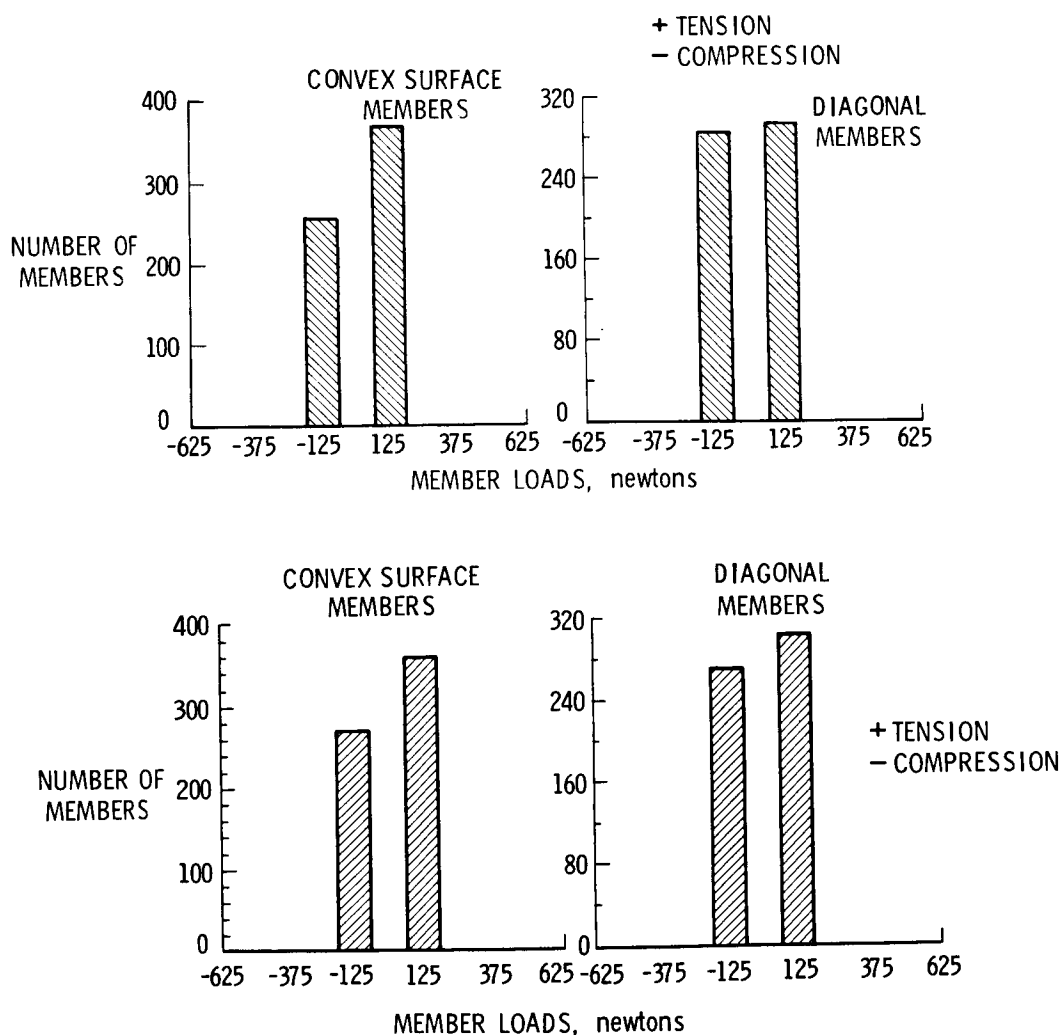 + TENSION
− COMPRESSION
CONVEX SURFACE
MEMBERS
DIAGONAL
MEMBERS
NUMBER OF
MEMBERS
400
300
200
100
0
-625 -375 -125 125 375 625
320
240
160
80
0
-625 -375 -125 125 375 625
MEMBER LOADS, newtons
CONVEX SURFACE
MEMBERS
DIAGONAL
MEMBERS
NUMBER OF
MEMBERS
400
300
200
100
0
-625 -125 125 375 625
320
240
160
80
0
-625 -375 -125 125 375 625
+ TENSION
− COMPRESSION
MEMBER LOADS, newtons